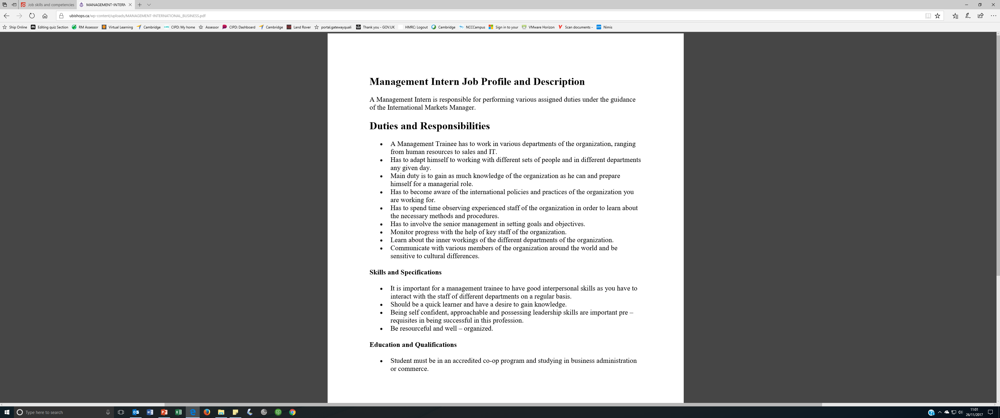 Job skills and competencies
MANAGEMENT-INTERN
ubishops.ca/wp-content/uploads/MANAGEMENT-INTERNATIONAL_BUSINESS.pdf
Ship Online Editing quiz Section RM Assessor Virtual Learning Cambridge CIPD: My home Assessor CIPD: Dashboard Cambridge Land Rover portal.gatewayquali Thank you - GOV.UK HMRC: Logout Cambridge NCCCampus Sign in to your VMware Horizon Scan documents - Nimis
Management Intern Job Profile and Description
A Management Intern is responsible for performing various assigned duties under the guidance
of the International Markets Manager.
Duties and Responsibilities
• A Management Trainee has to work in various departments of the organization, ranging
from human resources to sales and IT.
• Has to adapt himself to working with different sets of people and in different departments
any given day.
• Main duty is to gain as much knowledge of the organization as he can and prepare
himself for a managerial role.
• Has to become aware of the international policies and practices of the organization you
are working for.
• Has to spend time observing experienced staff of the organization in order to learn about
the necessary methods and procedures.
• Has to involve the senior management in setting goals and objectives.
• Monitor progress with the help of key staff of the organization.
• Learn about the inner workings of the different departments of the organization.
• Communicate with various members of the organization around the world and be
sensitive to cultural differences.
Skills and Specifications
• It is important for a management trainee to have good interpersonal skills as you have to
interact with the staff of different departments on a regular basis.
• Should be a quick learner and have a desire to gain knowledge.
• Being self confident, approachable and possessing leadership skills are important pre –
requisites in being successful in this profession.
• Be resourceful and well – organized.
Education and Qualifications
• Student must be in an accredited co-op program and studying in business administration
or commerce.
Type here to search
11:01
26/11/2017